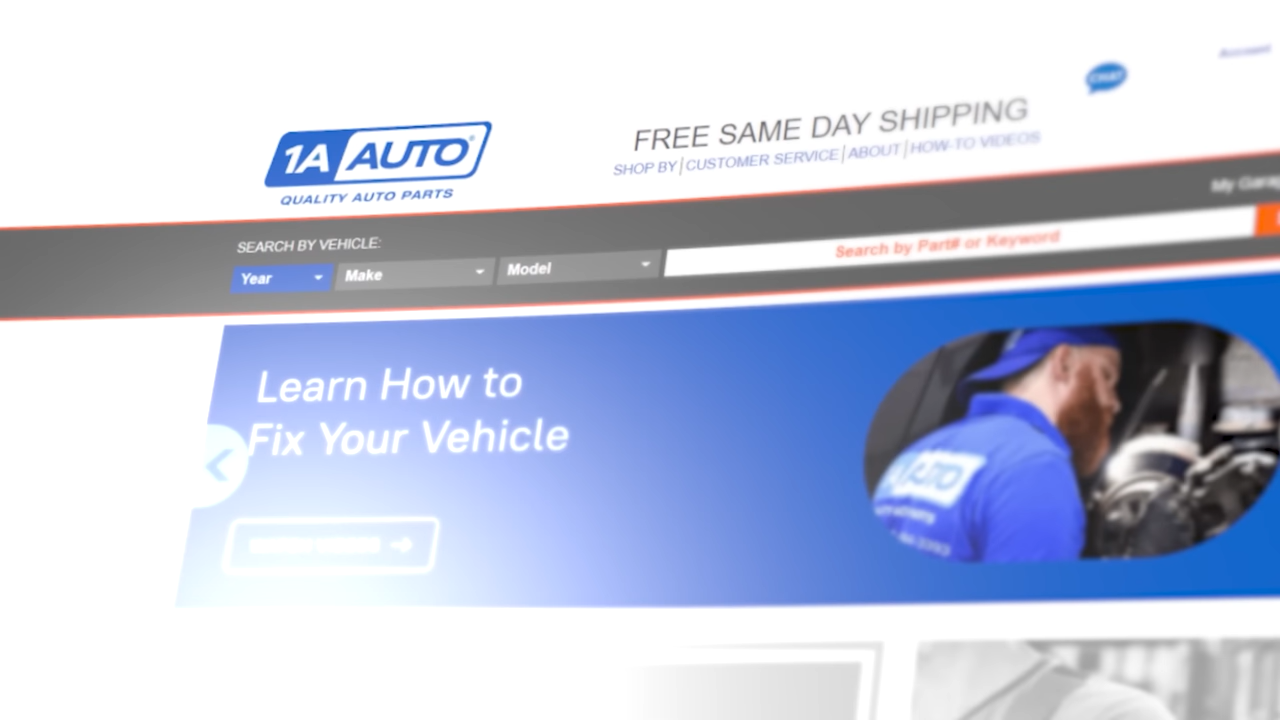 Account
CHAT
1A AUTO®
QUALITY AUTO PARTS
FREE SAME DAY SHIPPING
SHOP BY | CUSTOMER SERVICE | ABOUT | HOW-TO VIDEOS
My Garage
SEARCH BY VEHICLE:
Year Make Model Search by Part# or Keyword
Learn How to
Fix Your Vehicle
1A AUTO